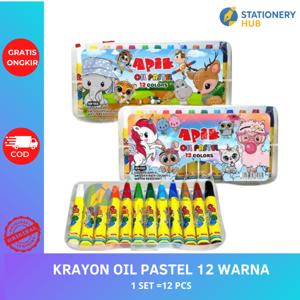 STATIONERY
HUB
GRATIS
ONGKIR
COD
ORIGINAL
APIK
OIL PASTEL
12 COLORS
APIK
OIL PASTEL
12 COLORS
KRAYON OIL PASTEL 12 WARNA
1 SET =12 PCS